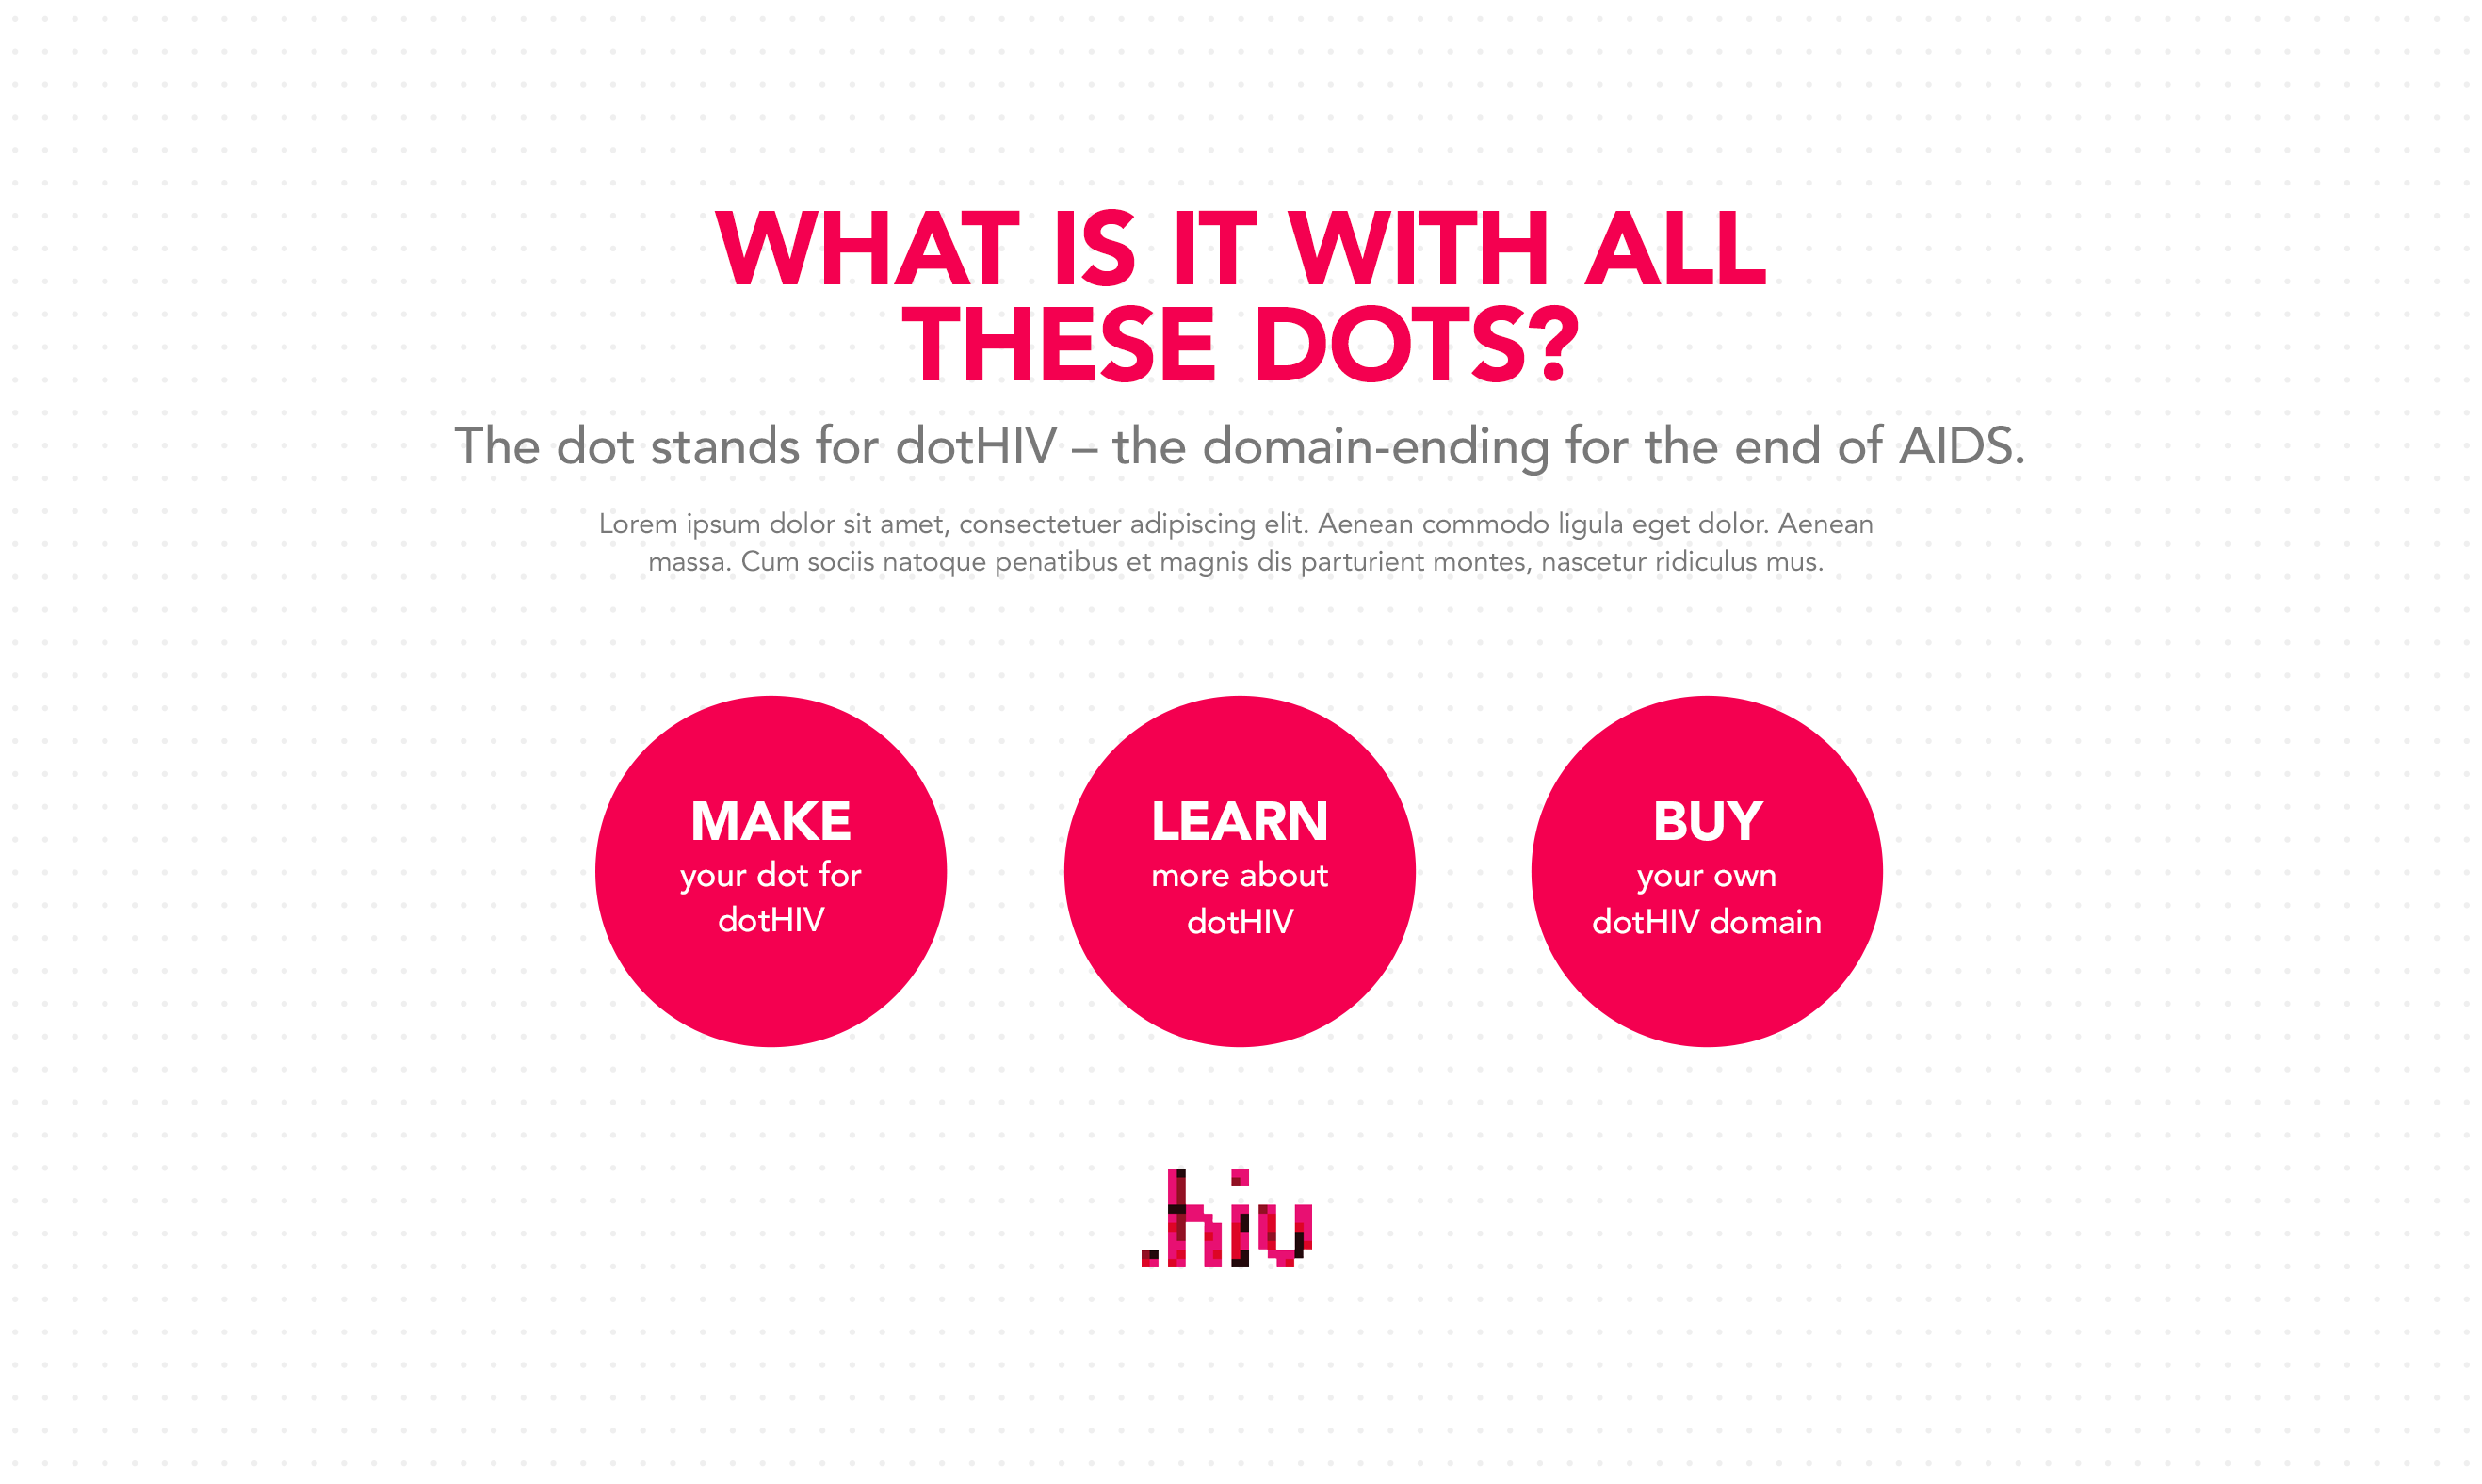 WHAT IS IT WITH ALL
THESE DOTS?
The dot stands for dotHIV – the domain-ending for the end of AIDS.
Lorem ipsum dolor sit amet, consectetuer adipiscing elit. Aenean commodo ligula eget dolor. Aenean
massa. Cum sociis natoque penatibus et magnis dis parturient montes, nascetur ridiculus mus.
MAKE
your dot for
dotHIV
LEARN
more about
dotHIV
BUY
your own
dotHIV domain
.hiv